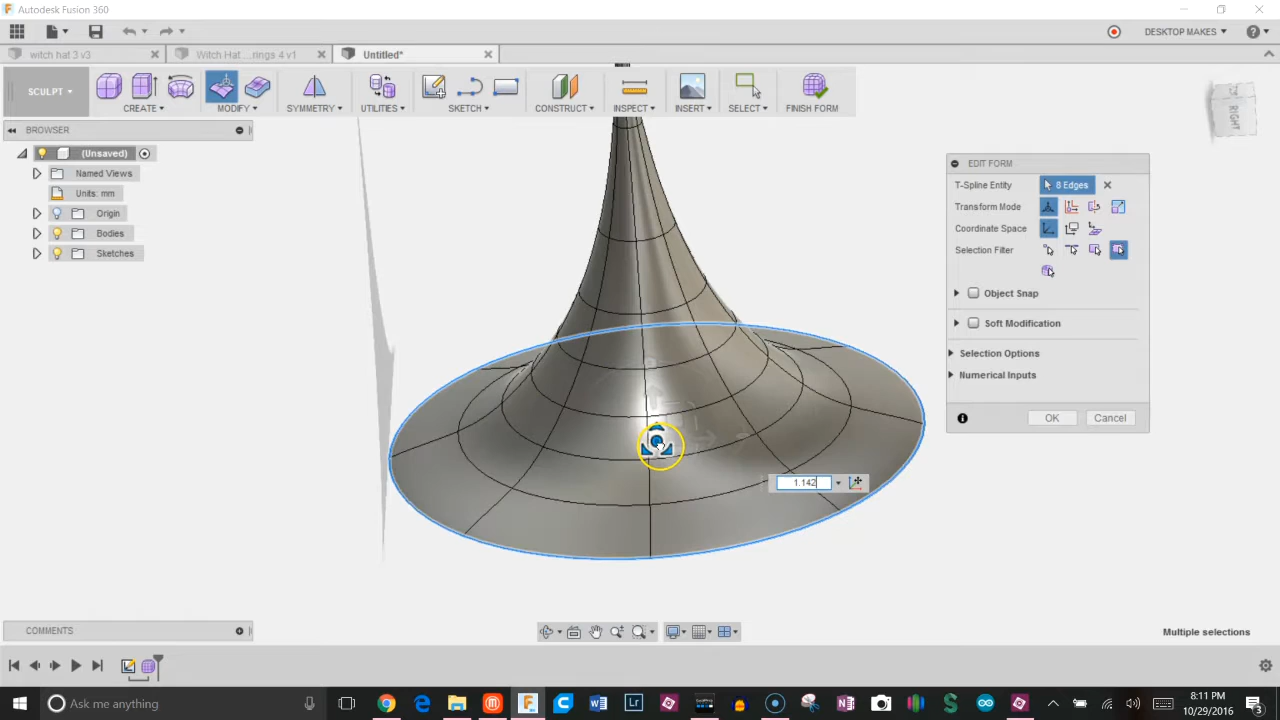 Autodesk Fusion 360
DESKTOP MAKES
witch hat 3 v3
Witch Hat ....rings 4 v1
Untitled*
SCULPT
CREATE
MODIFY
SYMMETRY
UTILITIES
SKETCH
CONSTRUCT
INSPECT
INSERT
SELECT
FINISH FORM
RIGHT
BROWSER
(Unsaved)
Named Views
Units: mm
Origin
Bodies
Sketches
EDIT FORM
T-Spline Entity
8 Edges
Transform Mode
Coordinate Space
Selection Filter
Object Snap
Soft Modification
Selection Options
Numerical Inputs
OK
Cancel
1.142
COMMENTS
Multiple selections
Ask me anything
Lr
8:11 PM
10/29/2016
3